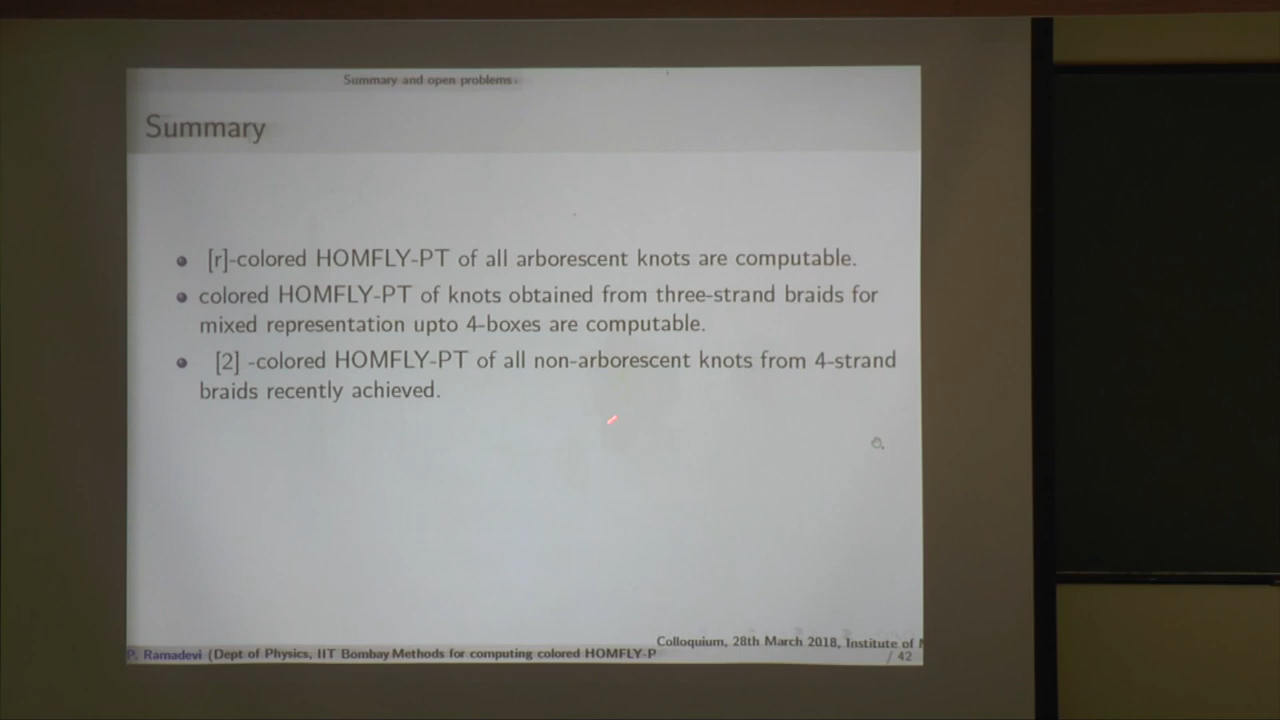 Summary and open problems
Summary
[r]-colored HOMFLY-PT of all arborescent knots are computable.
colored HOMFLY-PT of knots obtained from three-strand braids for
mixed representation upto 4-boxes are computable.
[2] -colored HOMFLY-PT of all non-arborescent knots from 4-strand
braids recently achieved.
Colloquium, 28th March 2018, Institute of
P. Ramadevi (Dept of Physics, IIT Bombay Methods for computing colored HOMFLY-P
/ 42